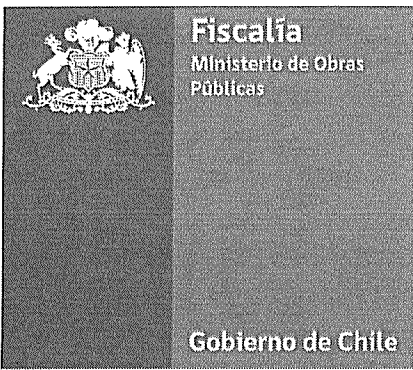 Fiscalía
Ministerio de Obras
Públicas
Gobierno de Chile